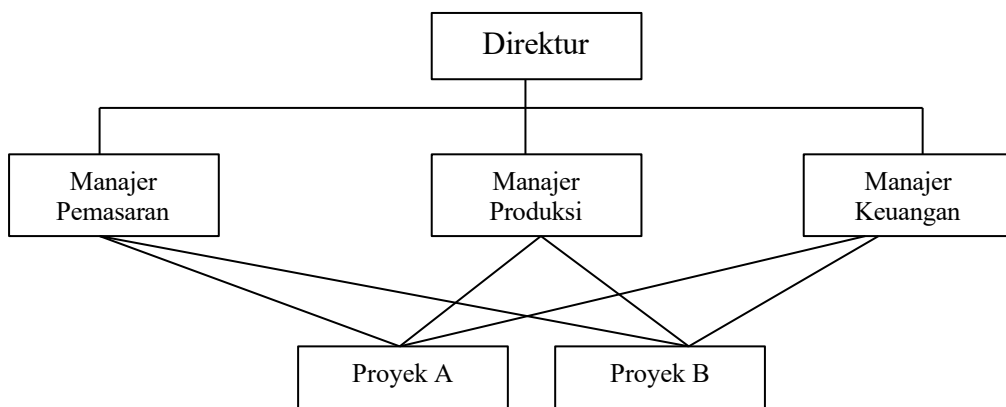 Direktur
Manajer
Pemasaran
Manajer
Produksi
Manajer
Keuangan
Proyek A
Proyek B